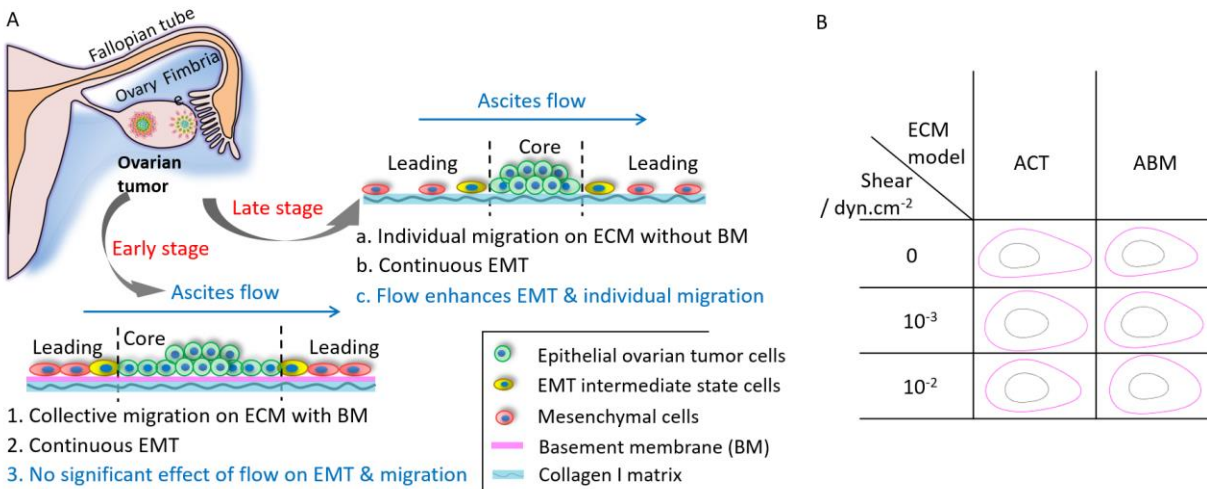 A
Fallopian tube
Ovary Fimbria
e
Ovarian
tumor
Early stage
Late stage
Ascites flow
Core
Leading
Leading
a. Individual migration on ECM without BM
b. Continuous EMT
c. Flow enhances EMT & individual migration
Ascites flow
Leading
Core
Leading
1. Collective migration on ECM with BM
2. Continuous EMT
3. No significant effect of flow on EMT & migration
Epithelial ovarian tumor cells
EMT intermediate state cells
Mesenchymal cells
Basement membrane (BM)
Collagen I matrix
B
ECM
model
Shear
/ dyn.cm⁻²
ACT
ABM
0
10⁻³
10⁻²